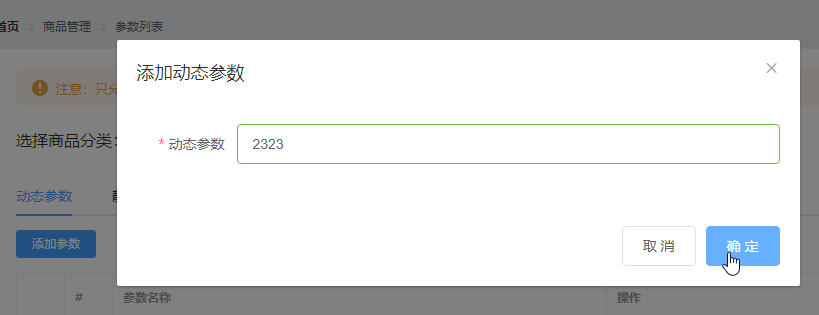 首页 > 商品管理 > 参数列表
添加动态参数
注意：只允
选择商品分类：
* 动态参数 2323
动态参数
取 消 确 定
添加参数
# 参数名称 操作